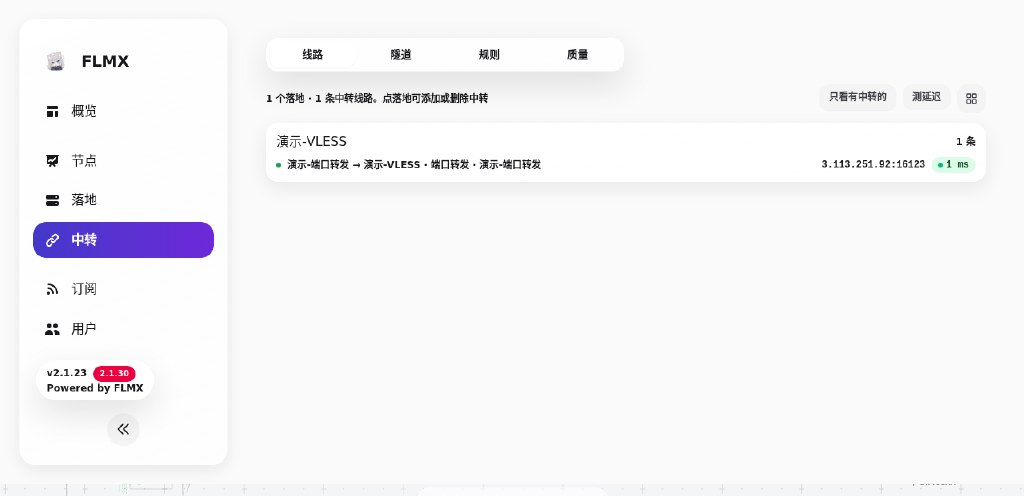 FLMX
概览
节点
落地
中转
订阅
用户
v2.1.23 2.1.30
Powered by FLMX
线路 隧道 规则 质量
1 个落地 · 1 条中转线路。点落地可添加或删除中转
只看有中转的 测延迟
演示-VLESS 1 条
演示-端口转发 → 演示-VLESS · 端口转发 · 演示-端口转发 3.113.251.92:16123 1 ms